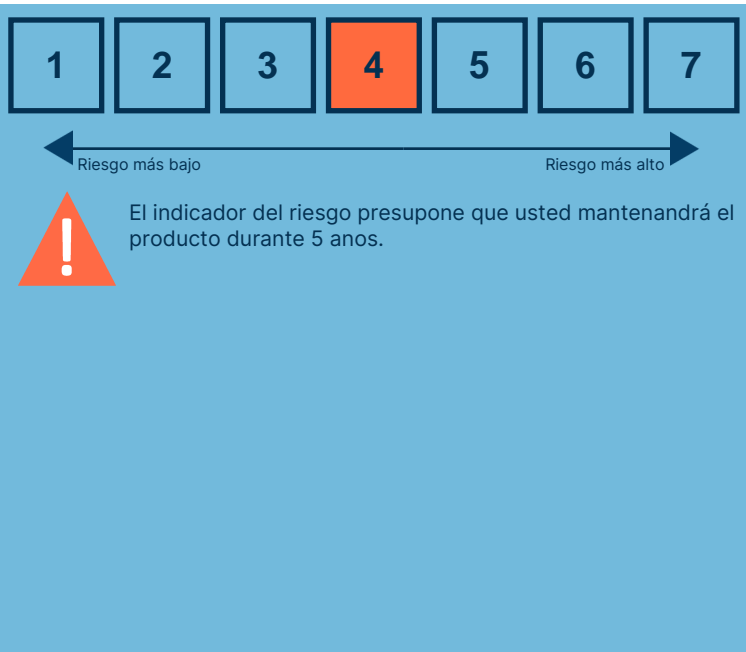 1 2 3 4 5 6 7
Riesgo más bajo Riesgo más alto
El indicador del riesgo presupone que usted mantenandrá el
producto durante 5 anos.